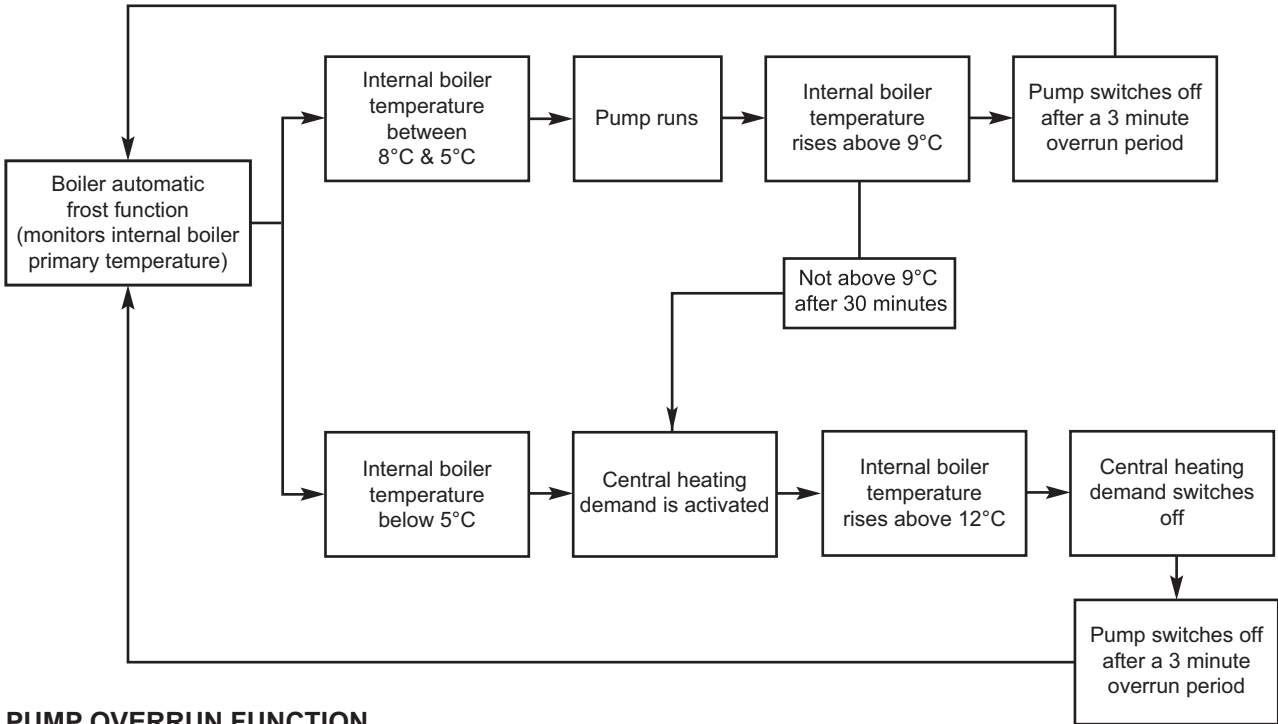 Internal boiler
temperature
between
8°C & 5°C
Pump runs
Internal boiler
temperature
rises above 9°C
Pump switches off
after a 3 minute
overrun period
Boiler automatic
frost function
(monitors internal boiler
primary temperature)
Not above 9°C
after 30 minutes
Internal boiler
temperature
below 5°C
Central heating
demand is activated
Internal boiler
temperature
rises above 12°C
Central heating
demand switches
off
Pump switches off
after a 3 minute
overrun period
PUMP OVERRUN FUNCTION